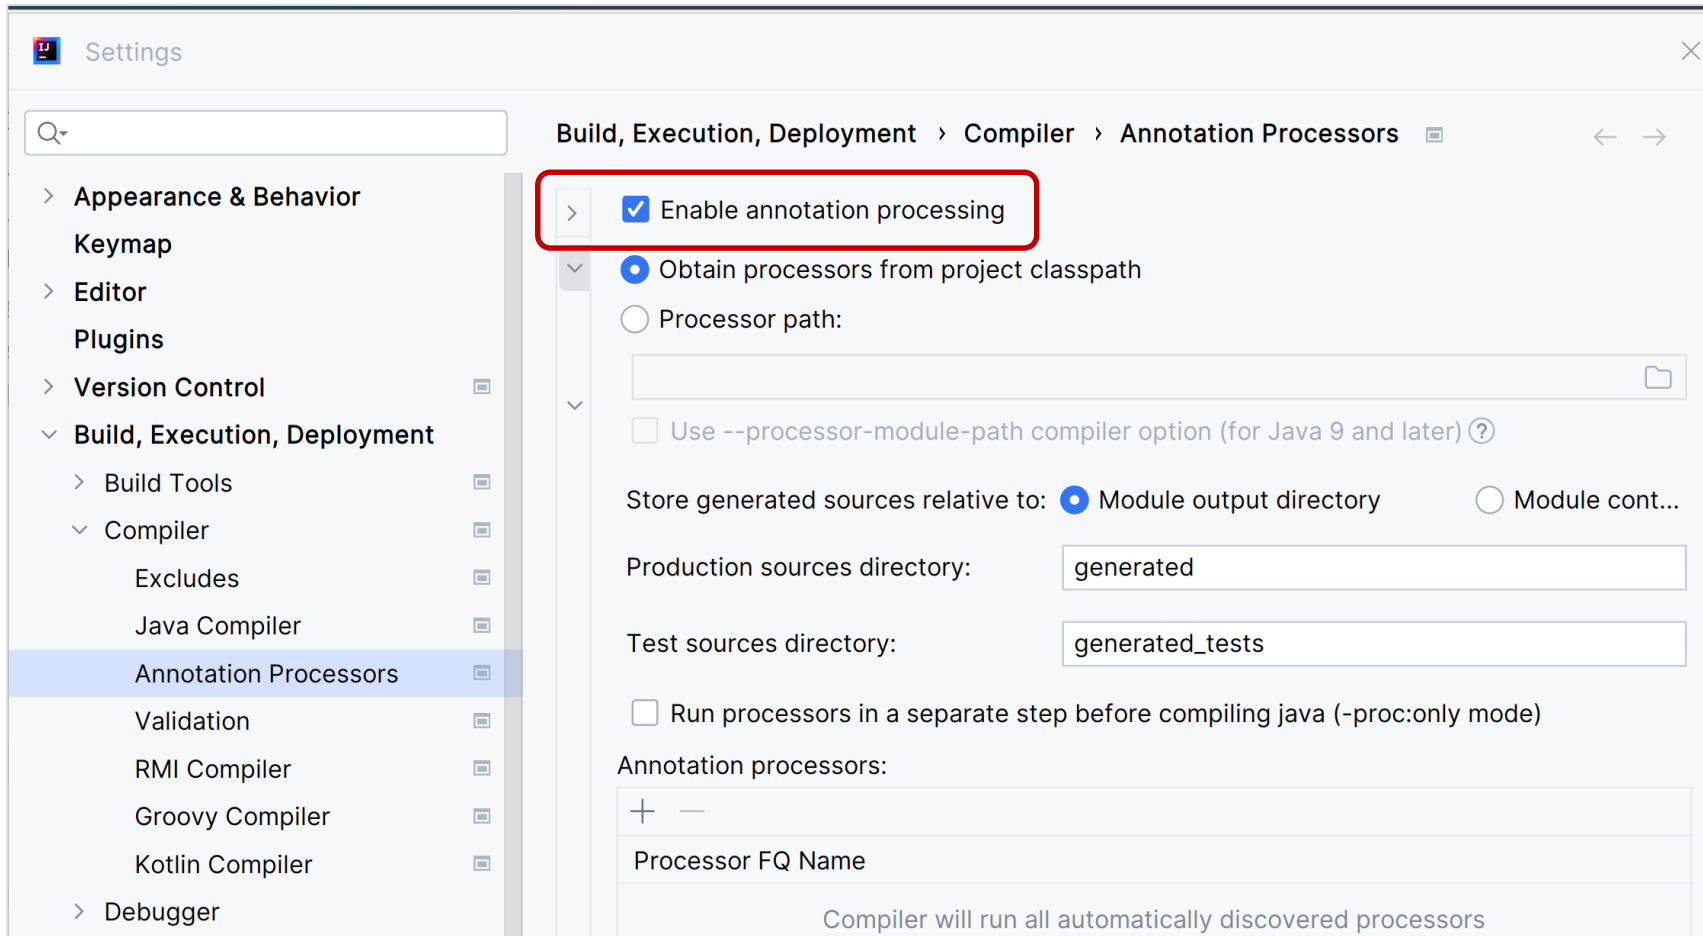 IJ
Settings
Build, Execution, Deployment › Compiler › Annotation Processors
Appearance & Behavior
Keymap
Editor
Plugins
Version Control
Build, Execution, Deployment
Build Tools
Compiler
Excludes
Java Compiler
Annotation Processors
Validation
RMI Compiler
Groovy Compiler
Kotlin Compiler
Debugger
Enable annotation processing
Obtain processors from project classpath
Processor path:
Use --processor-module-path compiler option (for Java 9 and later) ?
Store generated sources relative to: Module output directory Module cont...
Production sources directory: generated
Test sources directory: generated_tests
Run processors in a separate step before compiling java (-proc:only mode)
Annotation processors:
Processor FQ Name
Compiler will run all automatically discovered processors